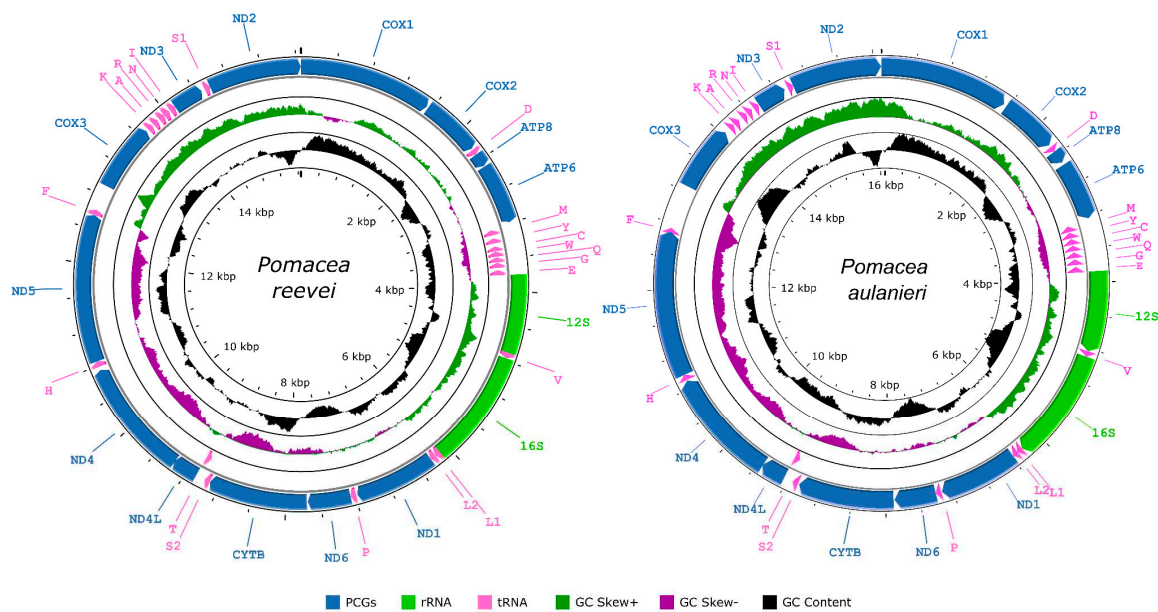 ND2
COX1
COX2
D
ATP8
ATP6
M
Y
C
W
Q
G
E
12S
V
16S
L2
L1
ND1
P
ND6
CYTB
S2
T
ND4L
ND4
H
ND5
F
COX3
K
A
R
N
I
ND3
S1
2 kbp
4 kbp
6 kbp
8 kbp
10 kbp
12 kbp
14 kbp
Pomacea
reevei
ND2
COX1
COX2
D
ATP8
ATP6
M
Y
C
W
Q
G
E
12S
V
16S
L2
L1
ND1
P
ND6
CYTB
S2
T
ND4L
ND4
H
ND5
F
COX3
K
A
R
N
I
ND3
S1
16 kbp
2 kbp
4 kbp
6 kbp
8 kbp
10 kbp
12 kbp
14 kbp
Pomacea
aulanieri
PCGs rRNA tRNA GC Skew+ GC Skew- GC Content